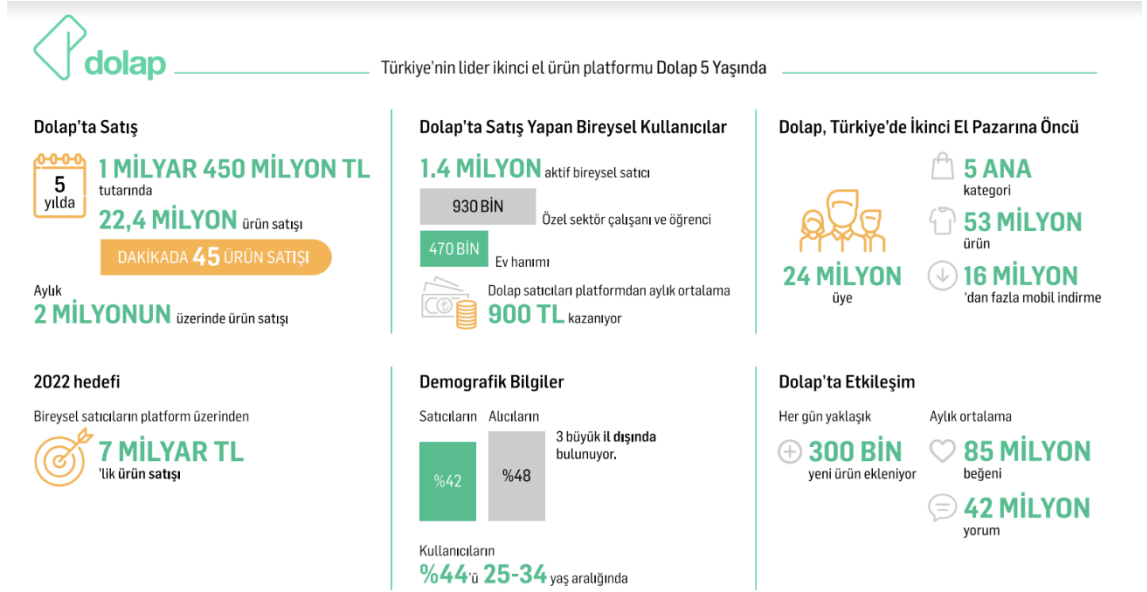 dolap
Türkiye'nin lider ikinci el ürün platformu Dolap 5 Yaşında
Dolap'ta Satış
5
yılda
1 MİLYAR 450 MİLYON TL
tutarında
22,4 MİLYON ürün satışı
DAKİKADA 45 ÜRÜN SATIŞI
Aylık
2 MİLYONUN üzerinde ürün satışı
Dolap'ta Satış Yapan Bireysel Kullanıcılar
1.4 MİLYON aktif bireysel satıcı
930 BİN
Özel sektör çalışanı ve öğrenci
470 BİN
Ev hanımı
Dolap satıcıları platformdan aylık ortalama
900 TL kazanıyor
Dolap, Türkiye'de İkinci El Pazarına Öncü
24 MİLYON
üye
5 ANA
kategori
53 MİLYON
ürün
16 MİLYON
'dan fazla mobil indirme
2022 hedefi
Bireysel satıcıların platform üzerinden
7 MİLYAR TL
'lik ürün satışı
Demografik Bilgiler
Satıcıların Alıcıların
%42
%48
3 büyük il dışında
bulunuyor.
Kullanıcıların
%44'ü 25-34 yaş aralığında
Dolap'ta Etkileşim
Her gün yaklaşık
300 BİN
yeni ürün ekleniyor
Aylık ortalama
85 MİLYON
beğeni
42 MİLYON
yorum